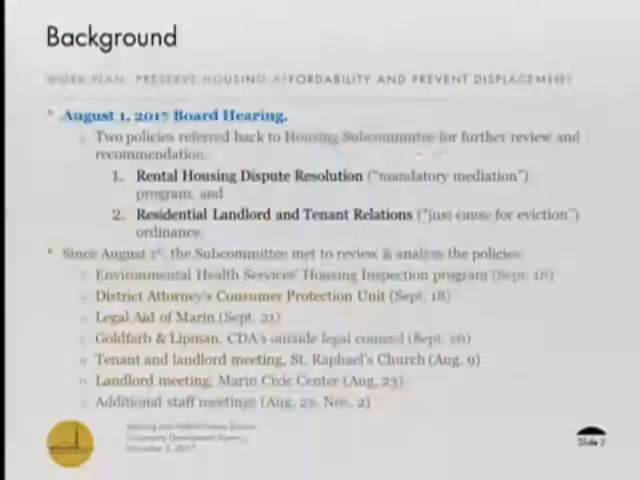 Background
WORK PLAN: PRESERVE HOUSING AFFORDABILITY AND PREVENT DISPLACEMENT
• August 1, 2017 Board Hearing.
○ Two policies referred back to Housing Subcommittee for further review and
recommendation.
1. Rental Housing Dispute Resolution ("mandatory mediation")
program, and
2. Residential Landlord and Tenant Relations ("just cause for eviction")
ordinance.
• Since August 1st, the Subcommittee met to review & analyze the policies:
○ Environmental Health Services' Housing Inspection program (Sept. 18)
○ District Attorney's Consumer Protection Unit (Sept. 18)
○ Legal Aid of Marin (Sept. 21)
○ Goldfarb & Lipman, CDA's outside legal counsel (Sept. 26)
○ Tenant and landlord meeting, St. Raphael's Church (Aug. 9)
○ Landlord meeting, Marin Civic Center (Aug. 23)
○ Additional staff meetings (Aug. 22, Nov. 2)
Community Development Agency
Slide